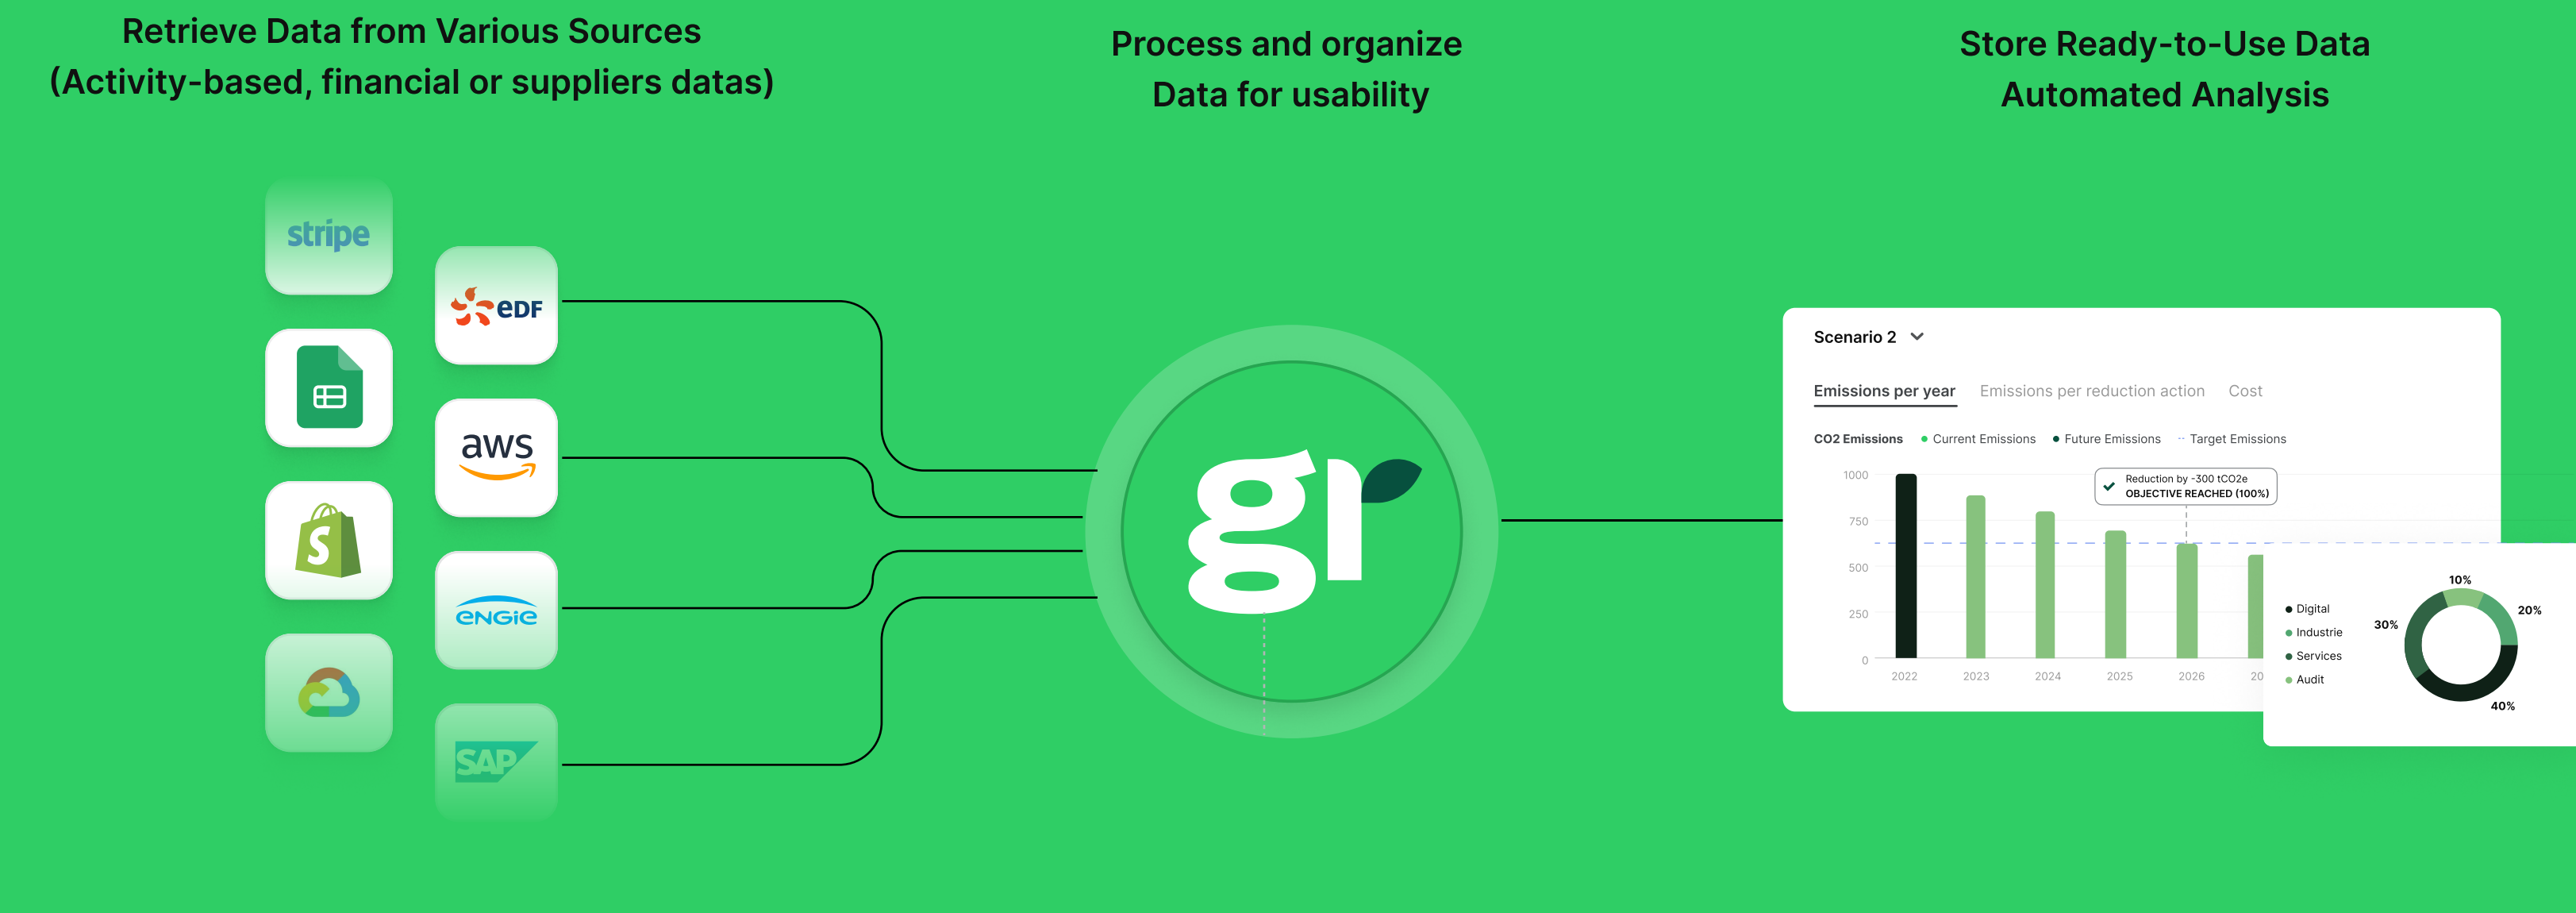 Retrieve Data from Various Sources
(Activity-based, financial or suppliers datas)
Process and organize
Data for usability
Store Ready-to-Use Data
Automated Analysis
stripe
eDF
aws
S
eNGie
SAP
gr
Scenario 2
Emissions per year Emissions per reduction action Cost
CO2 Emissions Current Emissions Future Emissions Target Emissions
Reduction by -300 tCO2e
OBJECTIVE REACHED (100%)
1000
750
500
250
0
2022 2023 2024 2025 2026 20
Digital
Industrie
Services
Audit
10%
20%
30%
40%